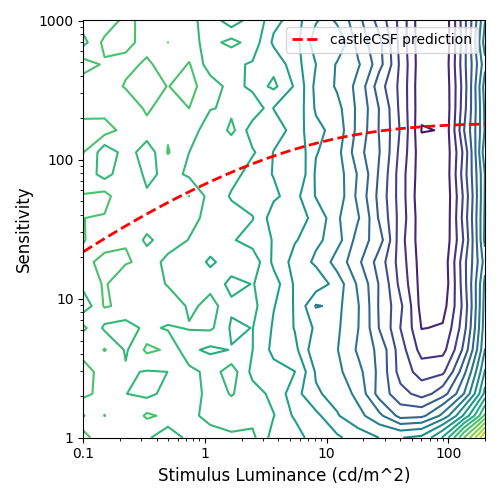 1000
castleCSF prediction
100
Sensitivity
10
1
0.1 1 10 100
Stimulus Luminance (cd/m^2)